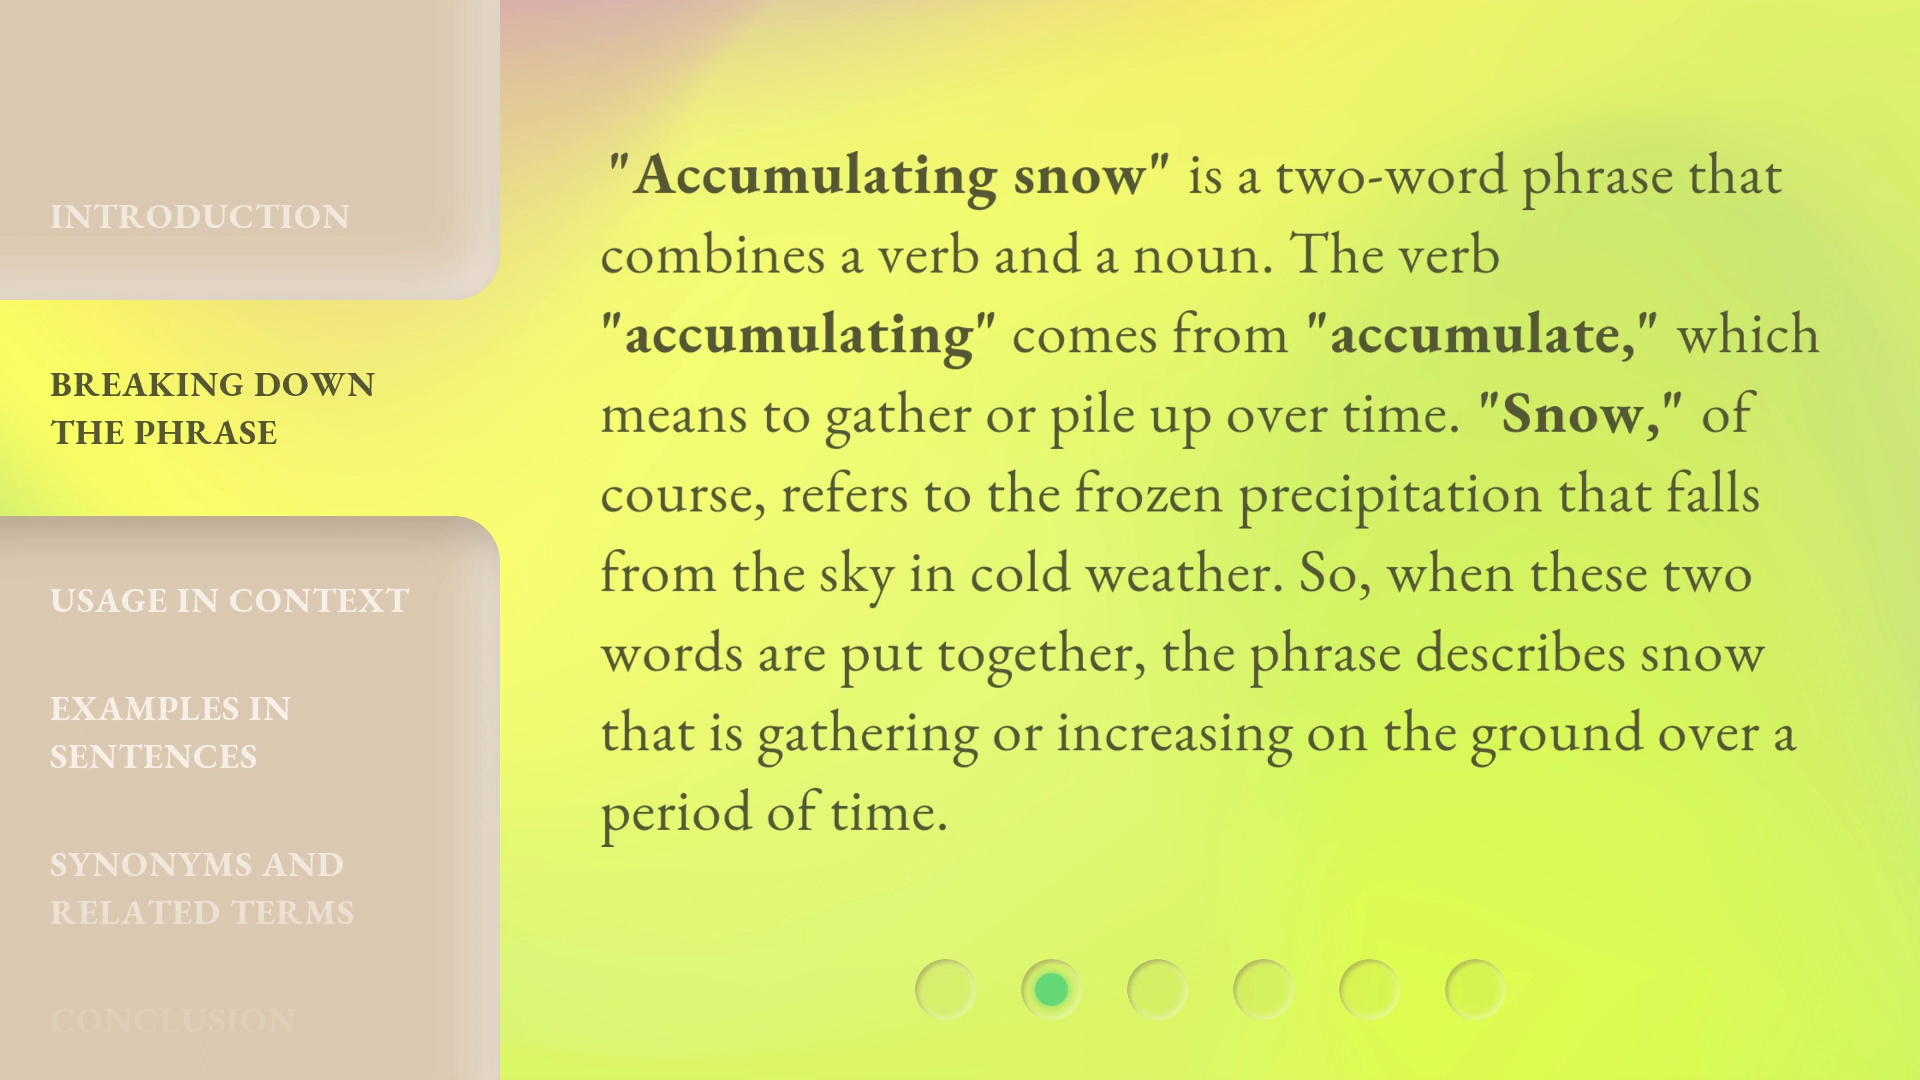 INTRODUCTION
BREAKING DOWN
THE PHRASE
USAGE IN CONTEXT
EXAMPLES IN
SENTENCES
SYNONYMS AND
RELATED TERMS
CONCLUSION
"Accumulating snow" is a two-word phrase that
combines a verb and a noun. The verb
"accumulating" comes from "accumulate," which
means to gather or pile up over time. "Snow," of
course, refers to the frozen precipitation that falls
from the sky in cold weather. So, when these two
words are put together, the phrase describes snow
that is gathering or increasing on the ground over a
period of time.